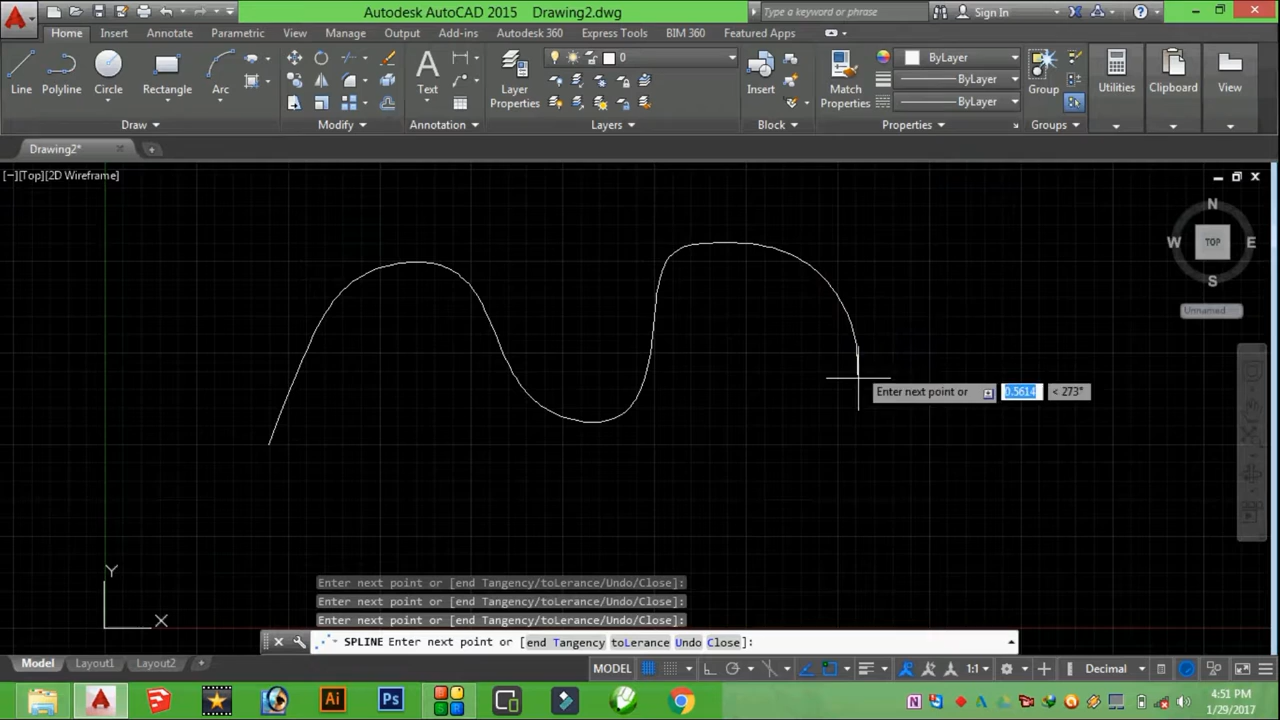 Autodesk AutoCAD 2015 Drawing2.dwg
Type a keyword or phrase
Sign In
Home Insert Annotate Parametric View Manage Output Add-ins Autodesk 360 Express Tools BIM 360 Featured Apps
Line Polyline Circle Rectangle Arc
Text
Layer Properties
0
Insert
Match Properties
ByLayer
ByLayer
ByLayer
Group
Utilities
Clipboard
View
Draw Modify Annotation Layers Block Properties Groups
Drawing2*
[−][Top][2D Wireframe]
N
W TOP E
S
Unnamed
Enter next point or 0.5614 < 273°
Y
X
Enter next point or [end Tangency/toLerance/Undo/Close]:
Enter next point or [end Tangency/toLerance/Undo/Close]:
Enter next point or [end Tangency/toLerance/Undo/Close]:
SPLINE Enter next point or [end Tangency toLerance Undo Close]:
Model Layout1 Layout2 +
MODEL 1:1 Decimal
Ai Ps
N
4:51 PM
1/29/2017